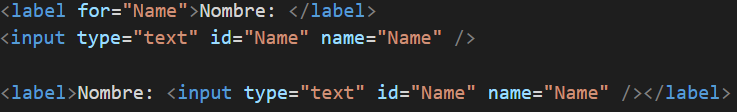 <label for="Name">Nombre: </label>
<input type="text" id="Name" name="Name" />
<label>Nombre: <input type="text" id="Name" name="Name" /></label>